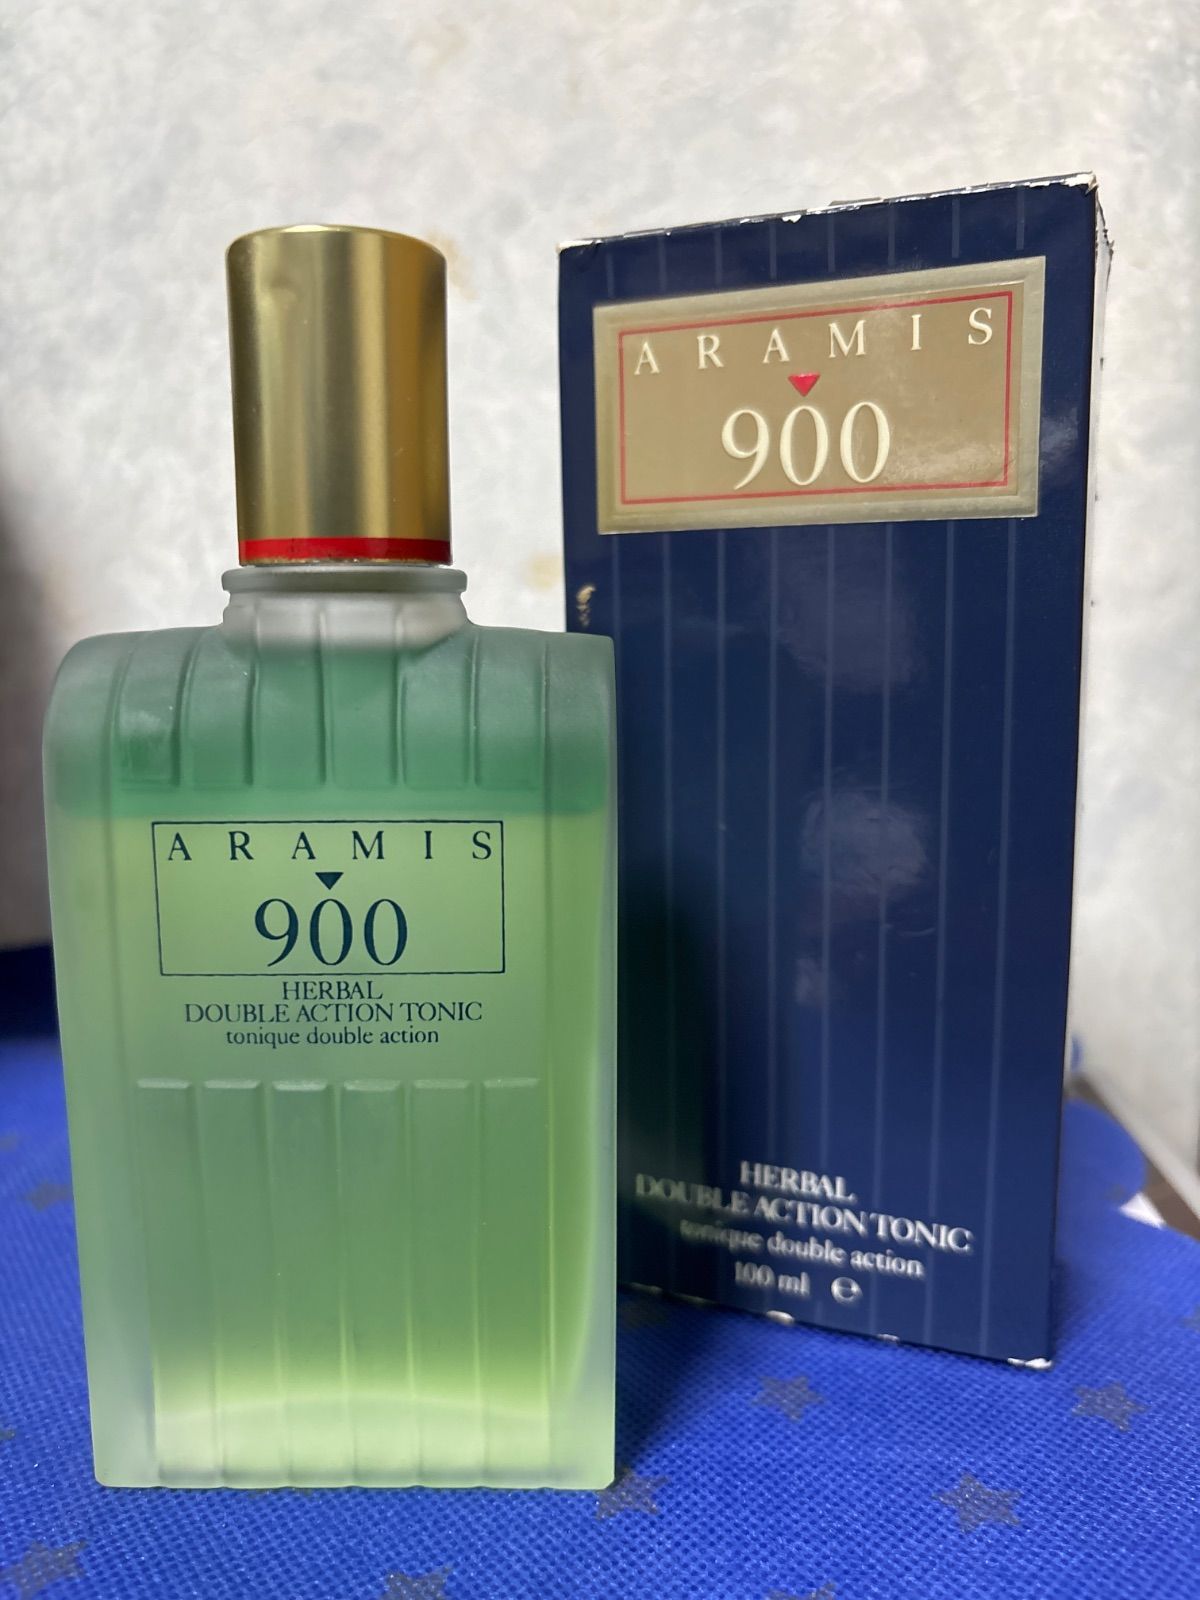 ARAMIS
900
HERBAL
DOUBLE ACTION TONIC
tonique double action
ARAMIS
900
HERBAL
DOUBLE ACTION TONIC
tonique double action
100 ml ℮